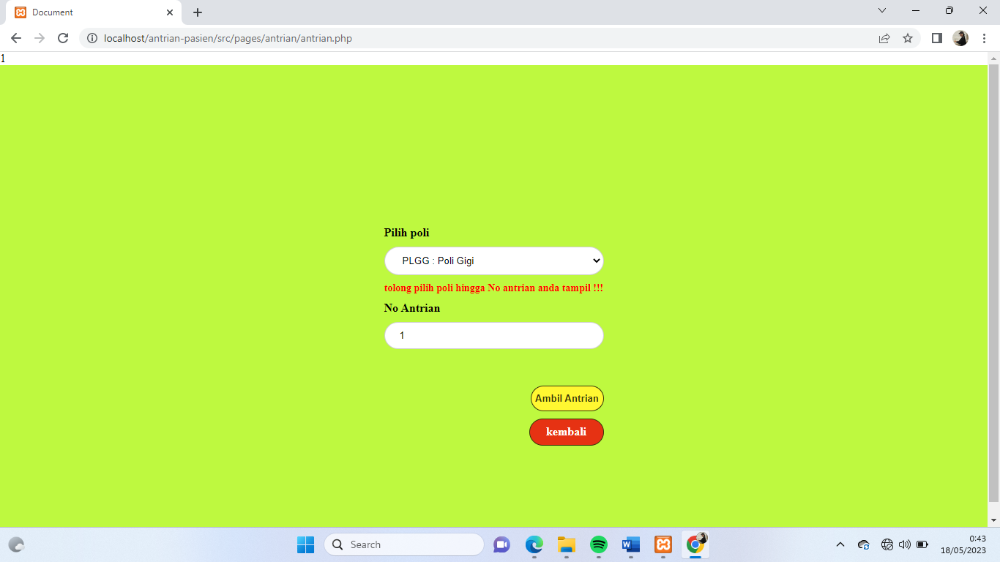 Document
localhost/antrian-pasien/src/pages/antrian/antrian.php
1
Pilih poli
PLGG : Poli Gigi
tolong pilih poli hingga No antrian anda tampil !!!
No Antrian
1
Ambil Antrian
kembali
Search
0:43
18/05/2023